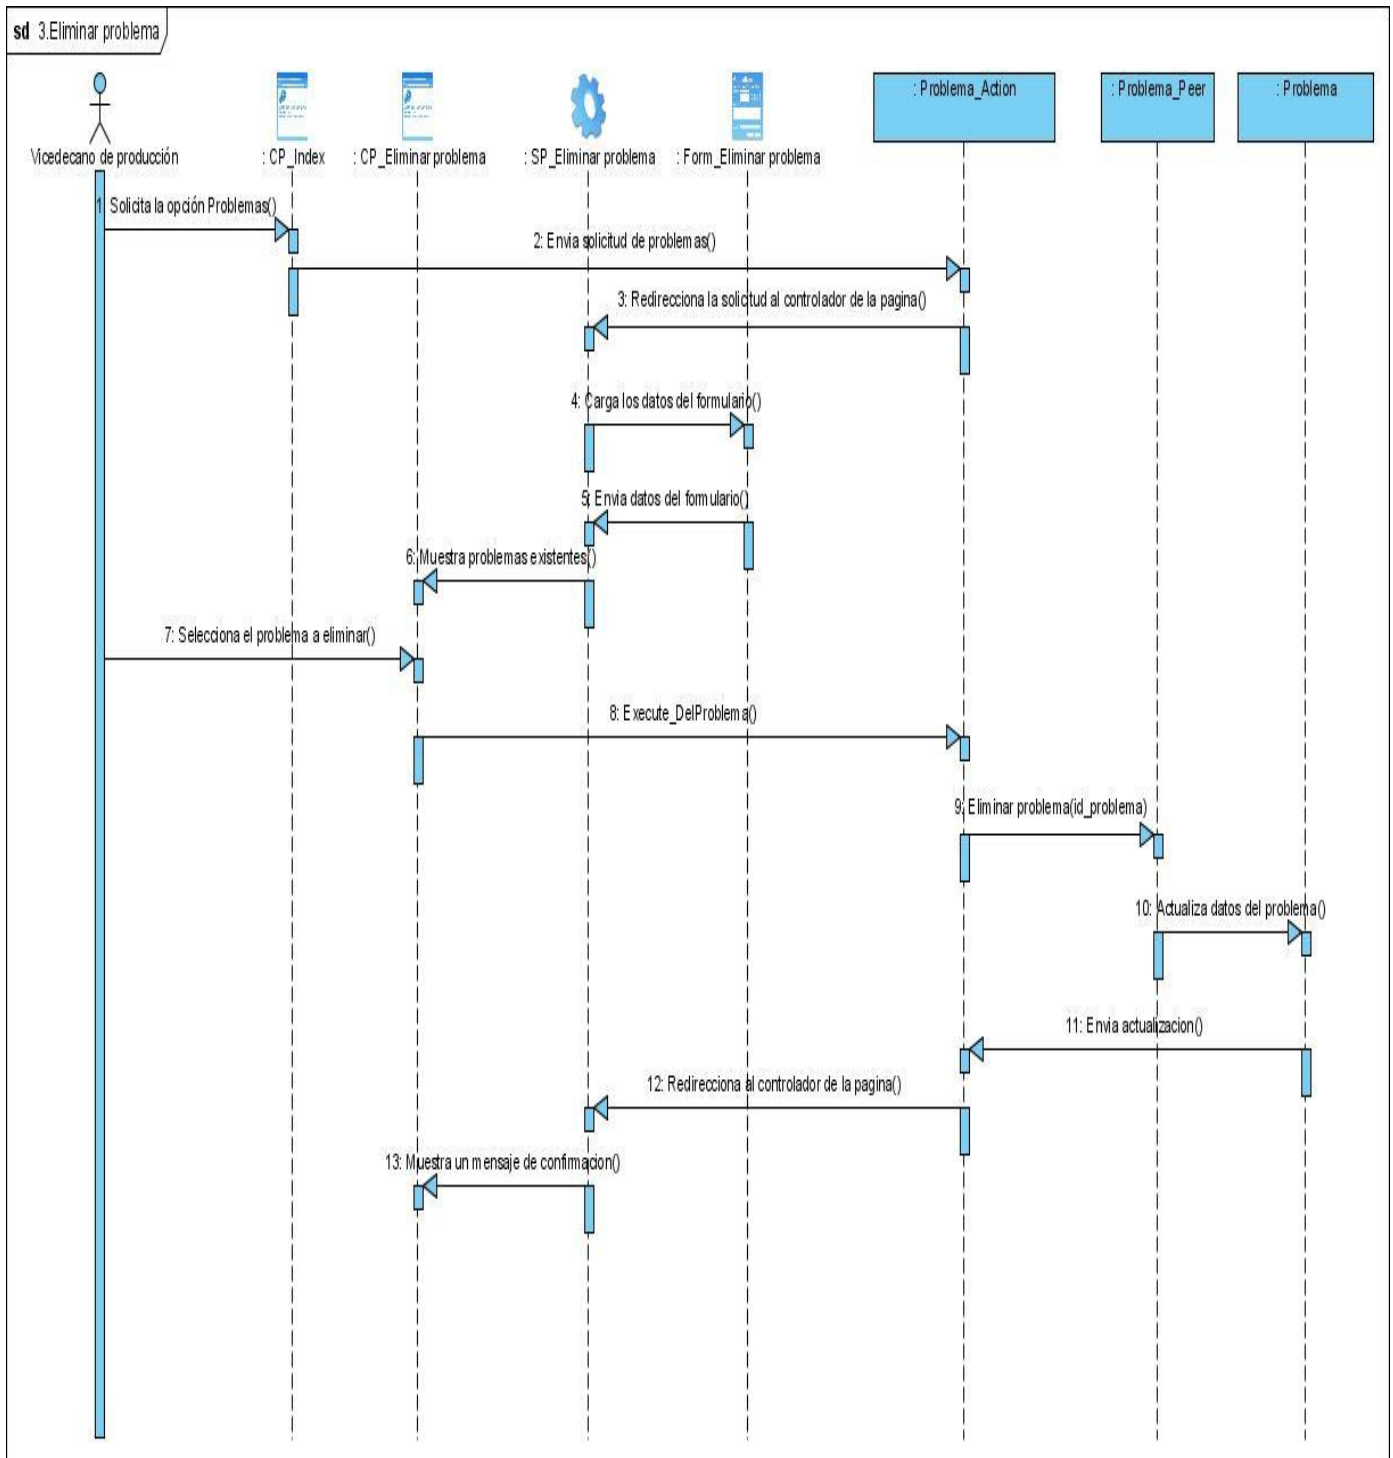 sd 3.Eliminar problema
: Problema_Action
: Problema_Peer
: Problema
Vicedecano de producción
: CP_Index
: CP_Eliminar problema
: SP_Eliminar problema
: Form_Eliminar problema
1 Solicita la opción Problemas()
2: Envia solicitud de problemas()
3: Redirecciona la solicitud al controlador de la pagina()
4: Carga los datos del formulario()
5: Envia datos del formulario()
6: Muestra problemas existentes()
7: Selecciona el problema a eliminar()
8: Execute_DelProblema()
9: Eliminar problema(id_problema)
10: Actualiza datos del problema()
11: Envia actualizacion()
12: Redirecciona al controlador de la pagina()
13: Muestra un mensaje de confirmacion()